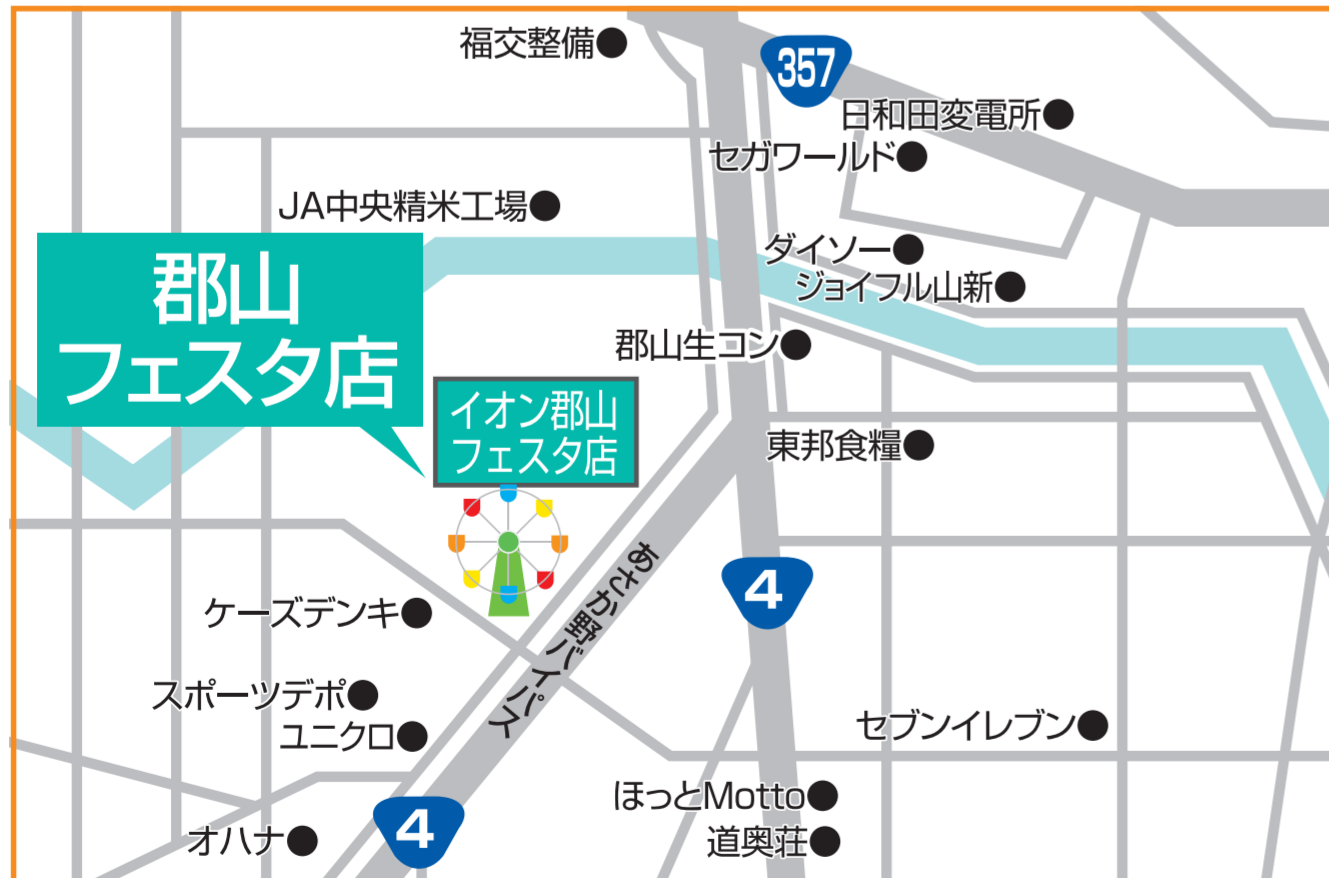 福交整備
357
日和田変電所
セガワールド
JA中央精米工場
郡山
フェスタ店
ダイソー
ジョイフル山新
郡山生コン
イオン郡山
フェスタ店
東邦食糧
あさか野バイパス
4
ケーズデンキ
スポーツデポ
ユニクロ
セブンイレブン
ほっとMotto
4
オハナ
道奥荘